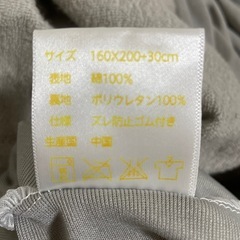 サイズ 160X200+30cm
表地 綿100%
裏地 ポリウレタン100%
仕様 ズレ防止ゴム付き
生産国 中国